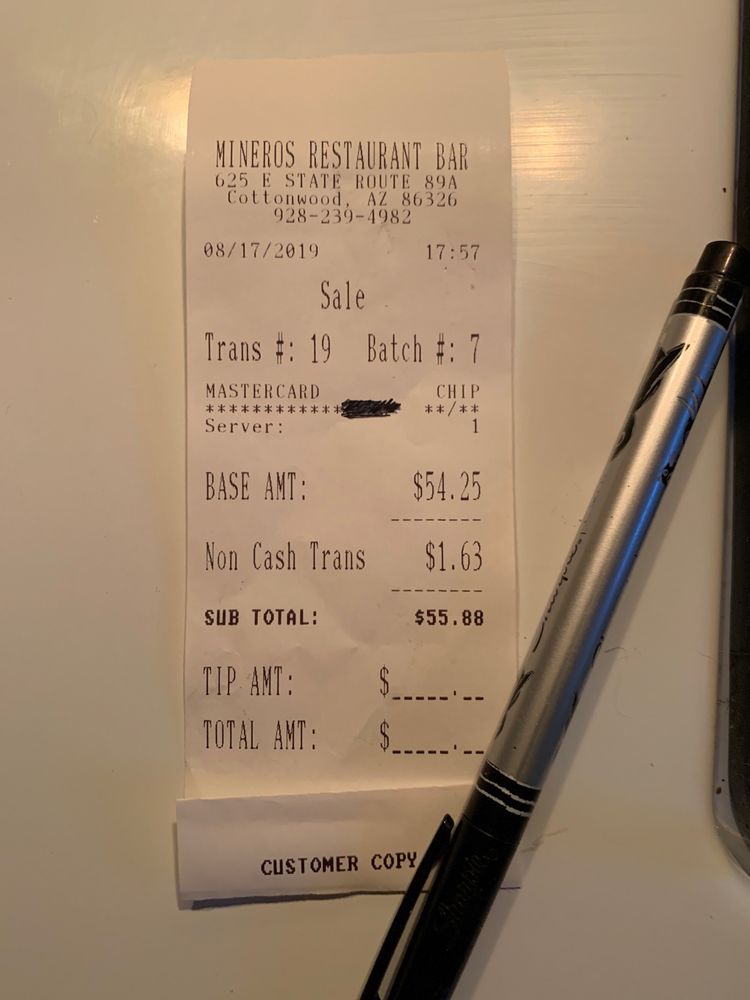 MINEROS RESTAURANT BAR
625 E STATE ROUTE 89A
Cottonwood, AZ 86326
928-239-4982
08/17/2019 17:57
Sale
Trans #: 19 Batch #: 7
MASTERCARD CHIP
************ **/**
Server: 1
BASE AMT: $54.25
--------
Non Cash Trans $1.63
--------
SUB TOTAL: $55.88
TIP AMT: $_____.__
TOTAL AMT: $_____.__
CUSTOMER COPY
Sharpie